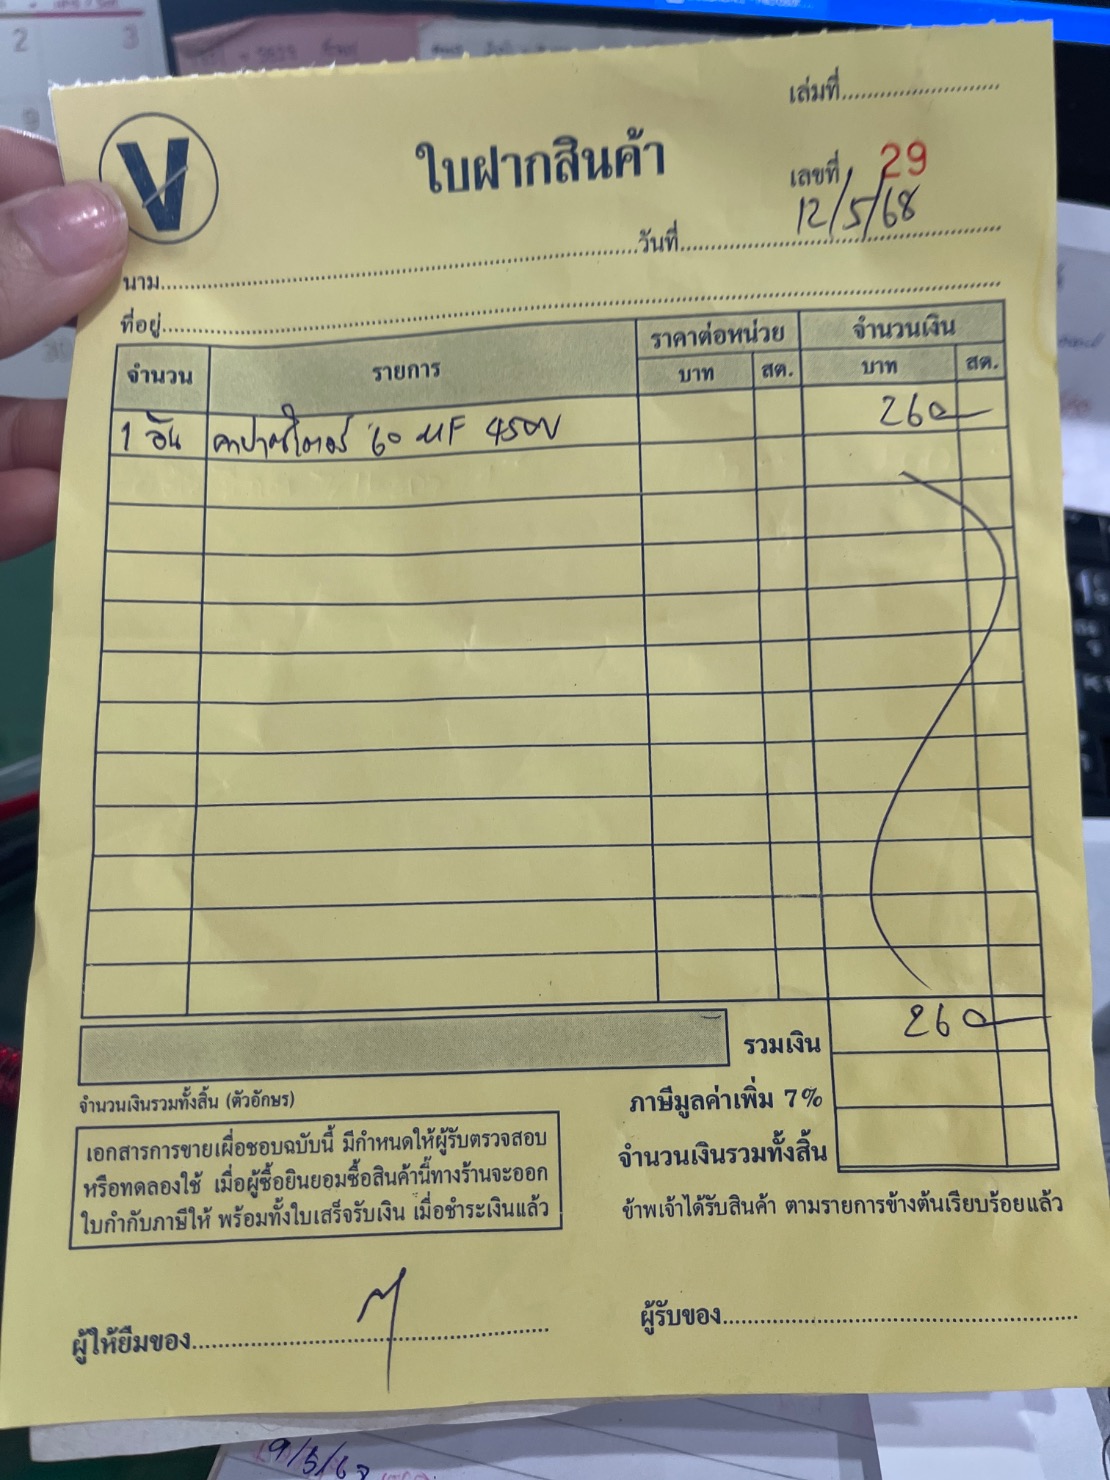 เล่มที่
V
ใบฝากสินค้า
เลขที่ 29
นาม วันที่ 12/5/68
ที่อยู่
จำนวน รายการ ราคาต่อหน่วย จำนวนเงิน
บาท สต. บาท สต.
1 อัน คาปาซิเตอร์ 60 uF 450V 260-
รวมเงิน 260-
จำนวนเงินรวมทั้งสิ้น (ตัวอักษร)
ภาษีมูลค่าเพิ่ม 7%
จำนวนเงินรวมทั้งสิ้น
เอกสารการขายเผื่อชอบฉบับนี้ มีกำหนดให้ผู้รับตรวจสอบ
หรือทดลองใช้ เมื่อผู้ซื้อยินยอมซื้อสินค้านี้ทางร้านจะออก
ใบกำกับภาษีให้ พร้อมทั้งใบเสร็จรับเงิน เมื่อชำระเงินแล้ว
ข้าพเจ้าได้รับสินค้า ตามรายการข้างต้นเรียบร้อยแล้ว
ผู้ให้ยืมของ
ผู้รับของ